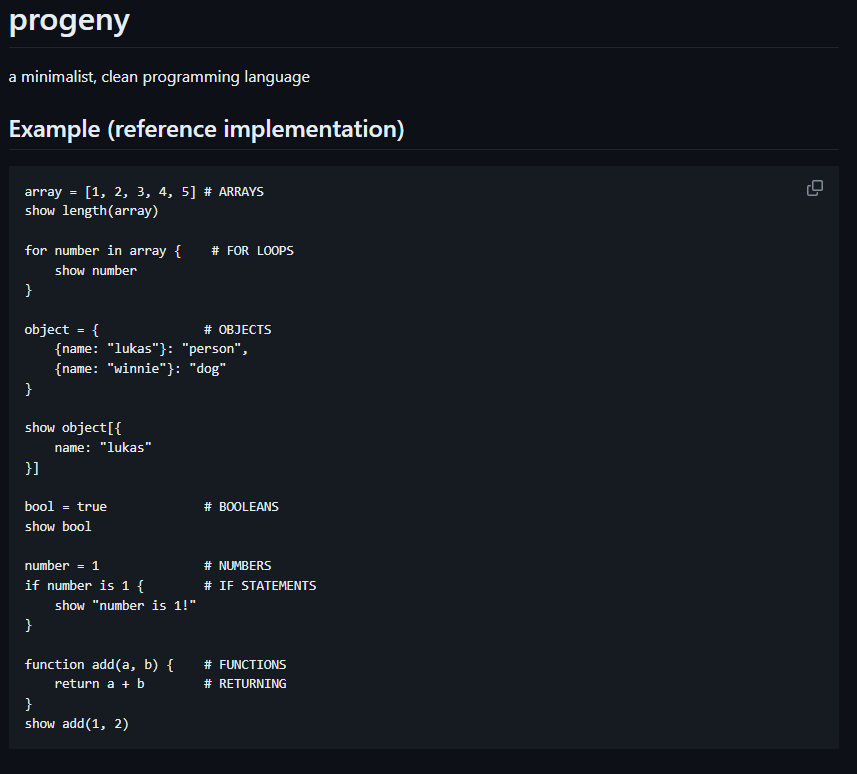 progeny
a minimalist, clean programming language
Example (reference implementation)
array = [1, 2, 3, 4, 5] # ARRAYS
show length(array)

for number in array {    # FOR LOOPS
    show number
}

object = {              # OBJECTS
    {name: "lukas"}: "person",
    {name: "winnie"}: "dog"
}

show object[{
    name: "lukas"
}]

bool = true             # BOOLEANS
show bool

number = 1              # NUMBERS
if number is 1 {        # IF STATEMENTS
    show "number is 1!"
}

function add(a, b) {    # FUNCTIONS
    return a + b        # RETURNING
}
show add(1, 2)